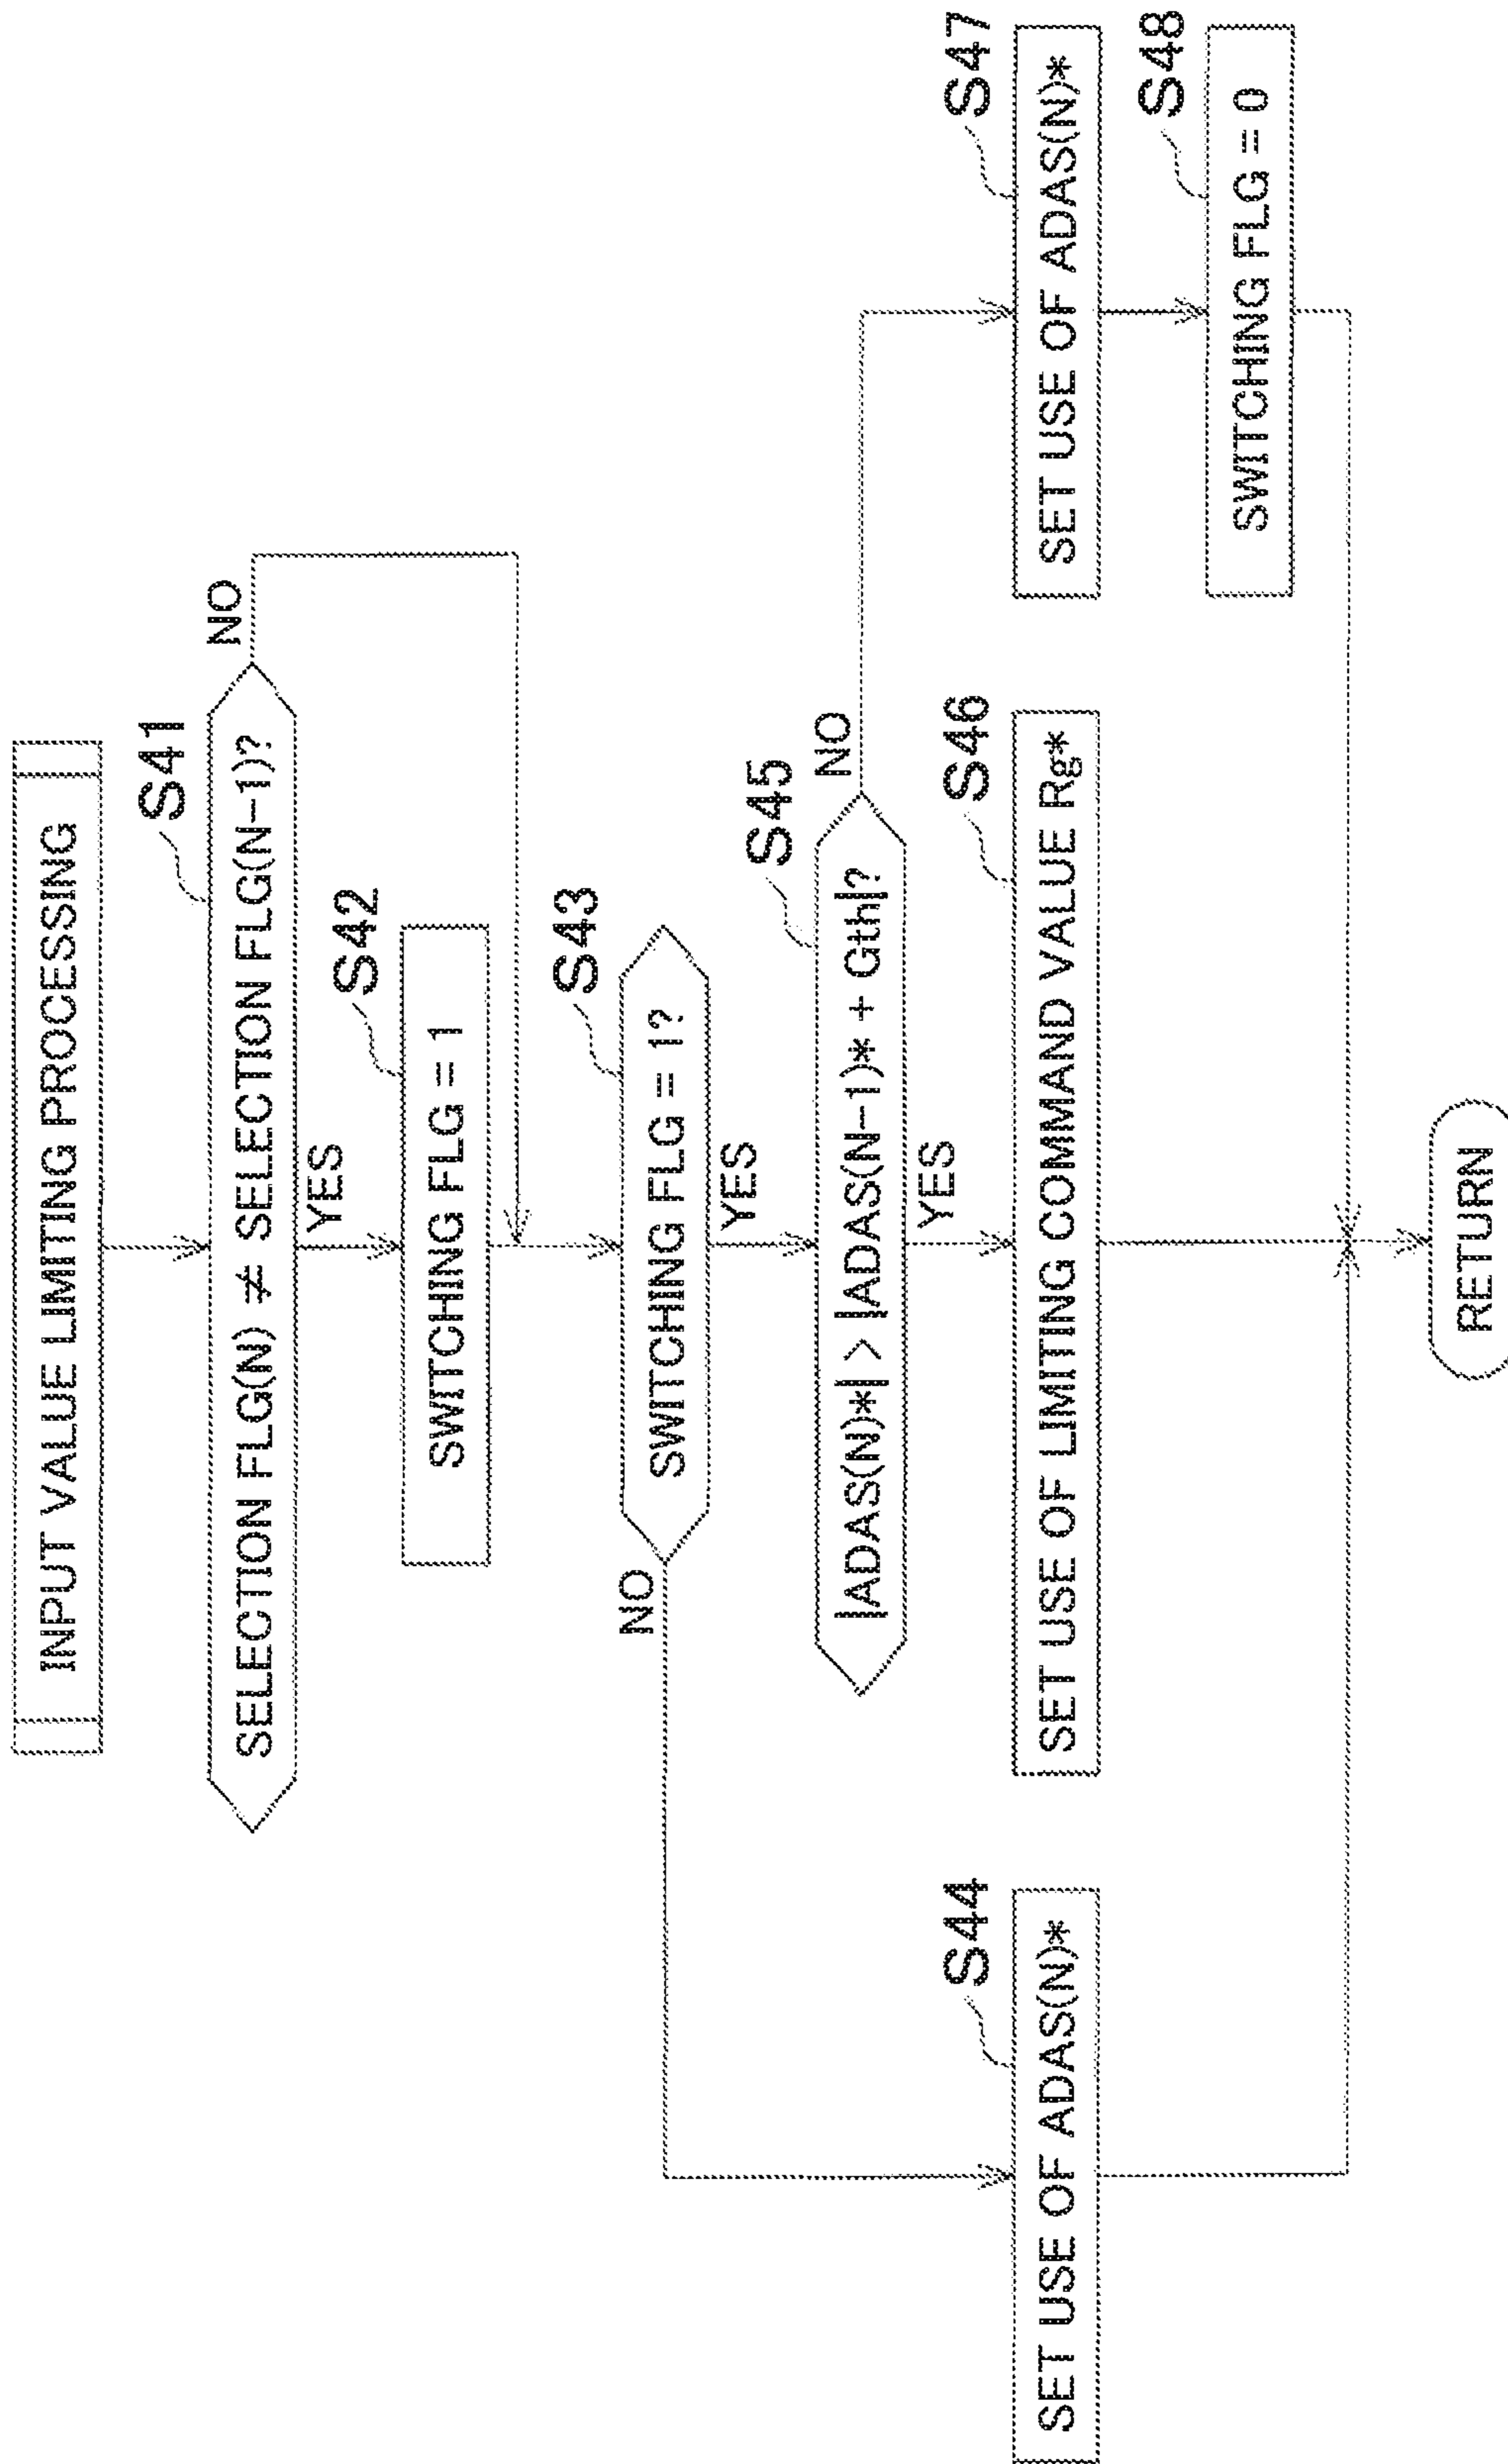 INPUT VALUE LIMITING PROCESSING
S41
SELECTION FLG(N) ≠ SELECTION FLG(N−1)?
NO
YES
S42
SWITCHING FLG = 1
S43
SWITCHING FLG = 1?
NO
YES
S45
|ADAS(N)*| > |ADAS(N−1)* + Gth|?
NO
YES
S44
SET USE OF ADAS(N)*
S46
SET USE OF LIMITING COMMAND VALUE Rg*
S47
SET USE OF ADAS(N)*
S48
SWITCHING FLG = 0
RETURN